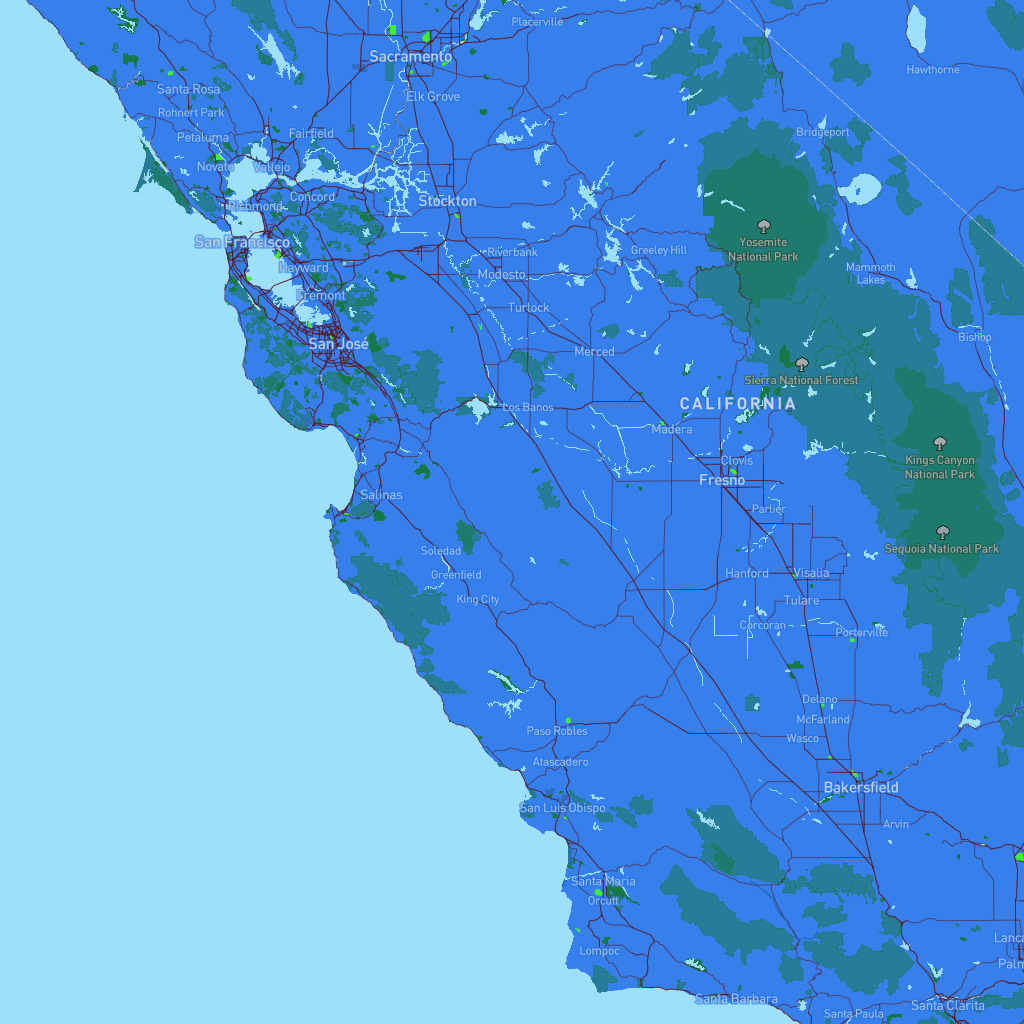 Placerville
Sacramento
Hawthorne
Santa Rosa
Elk Grove
Rohnert Park
Petaluma
Fairfield
Bridgeport
Novato
Vallejo
Concord
Richmond
Stockton
San Francisco
Yosemite
National Park
Riverbank
Greeley Hill
Hayward
Modesto
Mammoth
Lakes
Fremont
Turlock
San José
Bishop
Merced
Sierra National Forest
CALIFORNIA
Los Banos
Madera
Clovis
Kings Canyon
National Park
Fresno
Salinas
Parlier
Soledad
Sequoia National Park
Greenfield
Hanford
Visalia
King City
Tulare
Corcoran
Porterville
Delano
McFarland
Paso Robles
Wasco
Atascadero
Bakersfield
San Luis Obispo
Arvin
Santa Maria
Orcutt
Lompoc
Lanca
Palm
Santa Barbara
Santa Clarita
Santa Paula